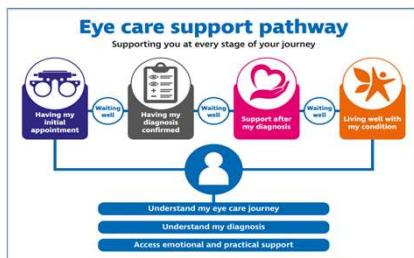 Eye care support pathway
Supporting you at every stage of your journey
Having my
initial
appointment
Waiting
well
Having my
diagnosis
confirmed
Waiting
well
Support after
my diagnosis
Waiting
well
Living well with
my condition
Understand my eye care journey
Understand my diagnosis
Access emotional and practical support